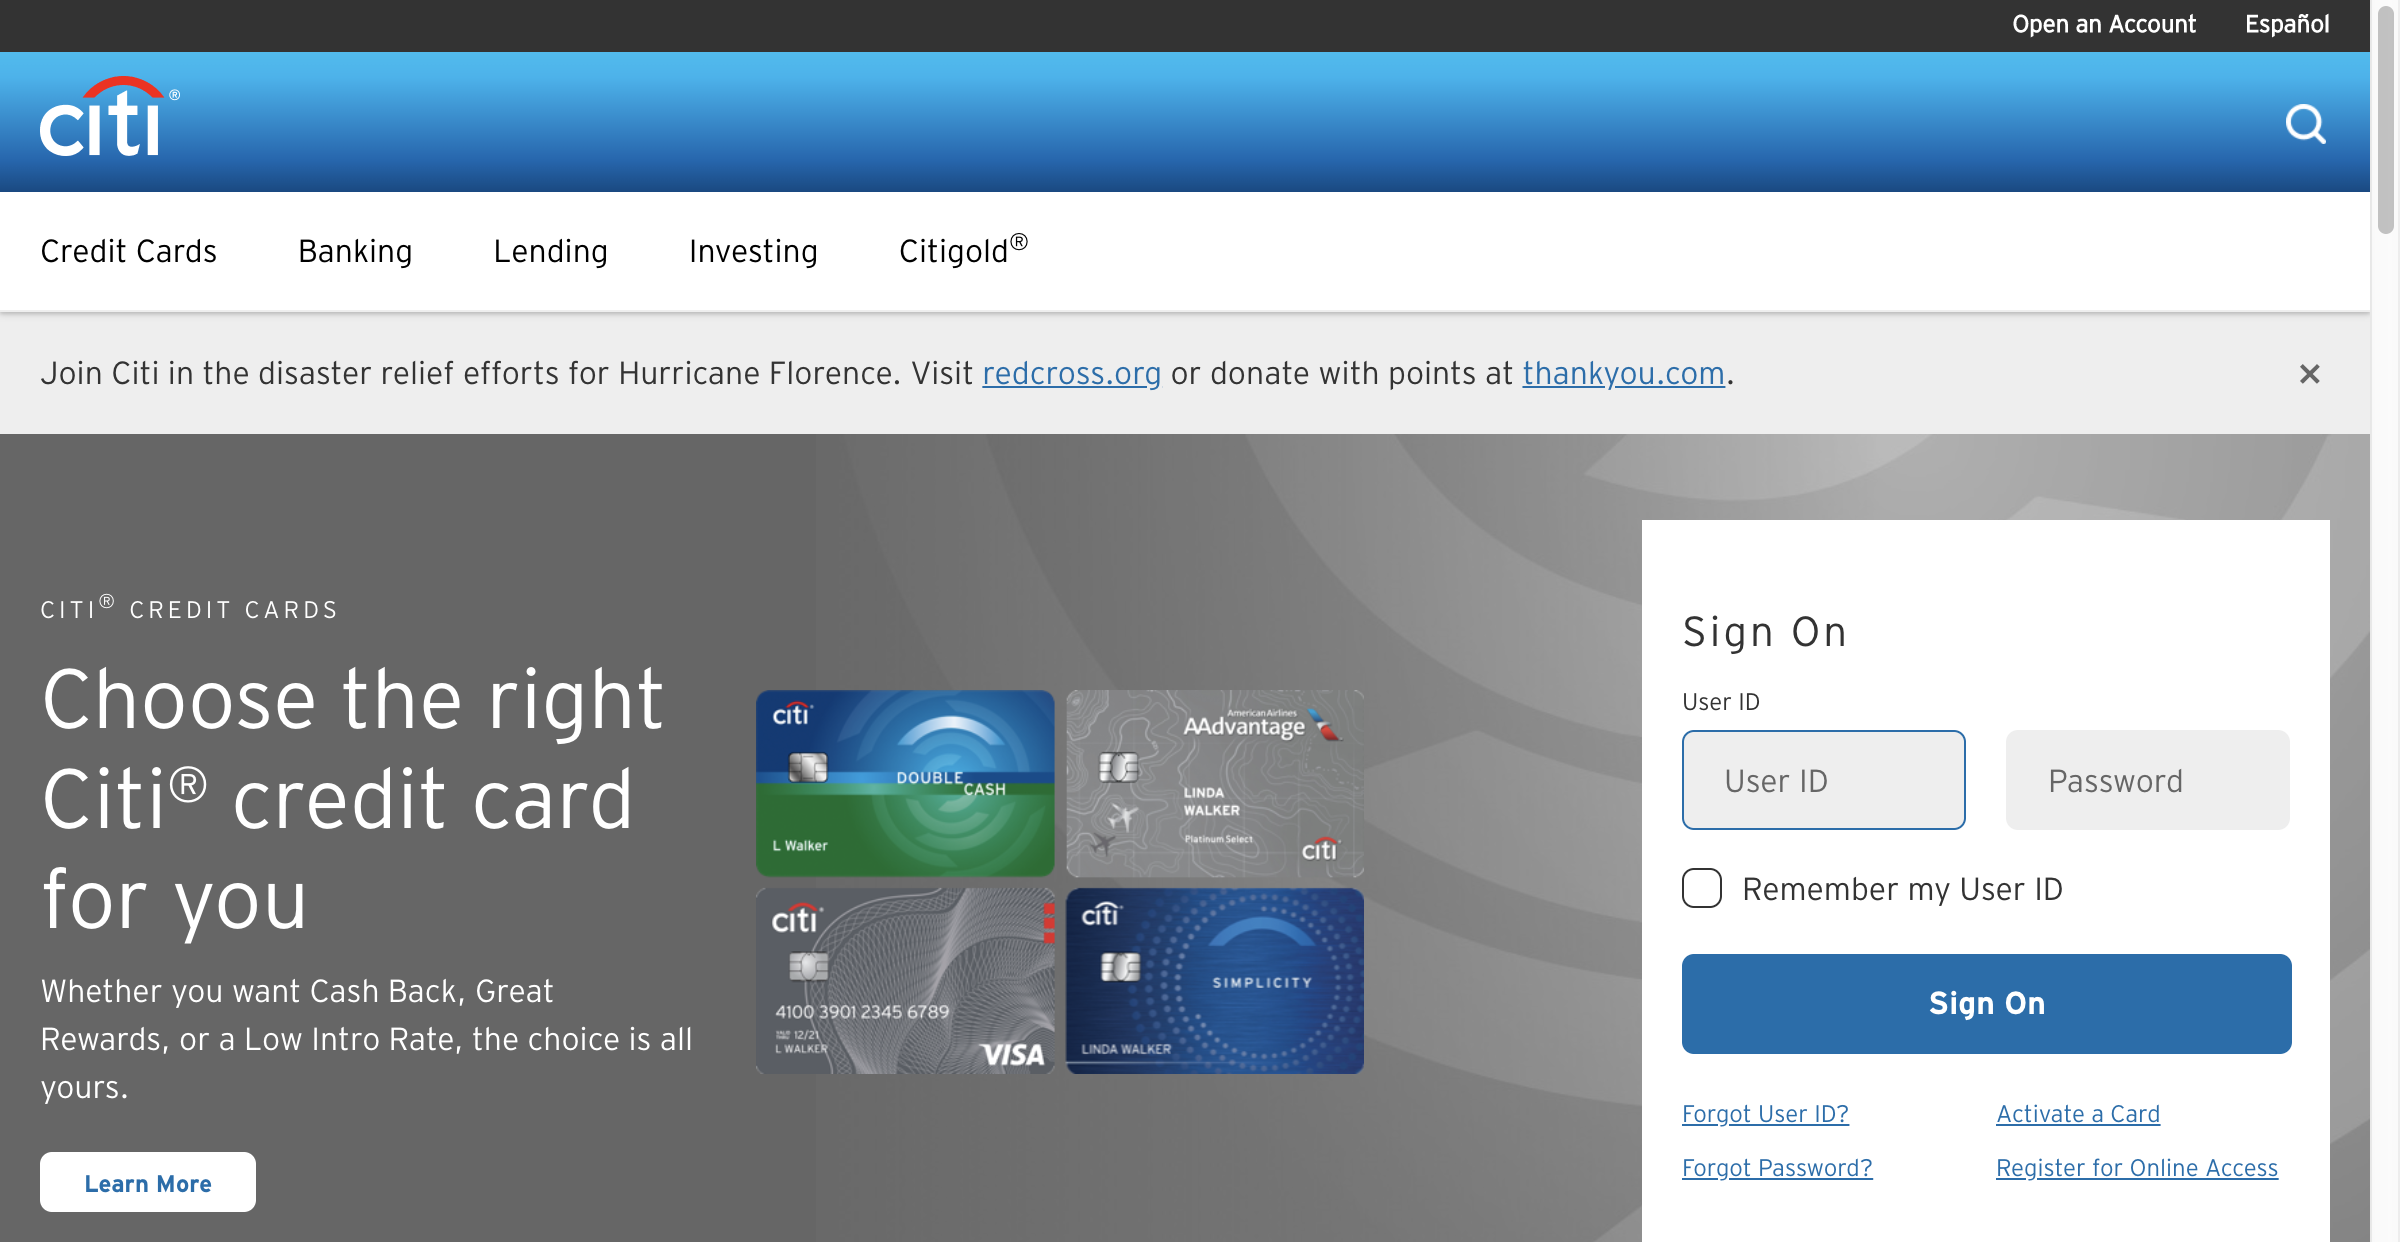 Open an Account Español
citi®
Credit Cards Banking Lending Investing Citigold®
Join Citi in the disaster relief efforts for Hurricane Florence. Visit redcross.org or donate with points at thankyou.com.
CITI® CREDIT CARDS
Choose the right
Citi® credit card
for you
Whether you want Cash Back, Great
Rewards, or a Low Intro Rate, the choice is all
yours.
Learn More
citi
DOUBLE
CASH
L Walker
American Airlines
AAdvantage
LINDA
WALKER
Platinum Select
citi
citi
4100 3901 2345 6789
12/21
L WALKER
VISA
citi
SIMPLICITY
LINDA WALKER
Sign On
User ID
User ID Password
Remember my User ID
Sign On
Forgot User ID? Activate a Card
Forgot Password? Register for Online Access